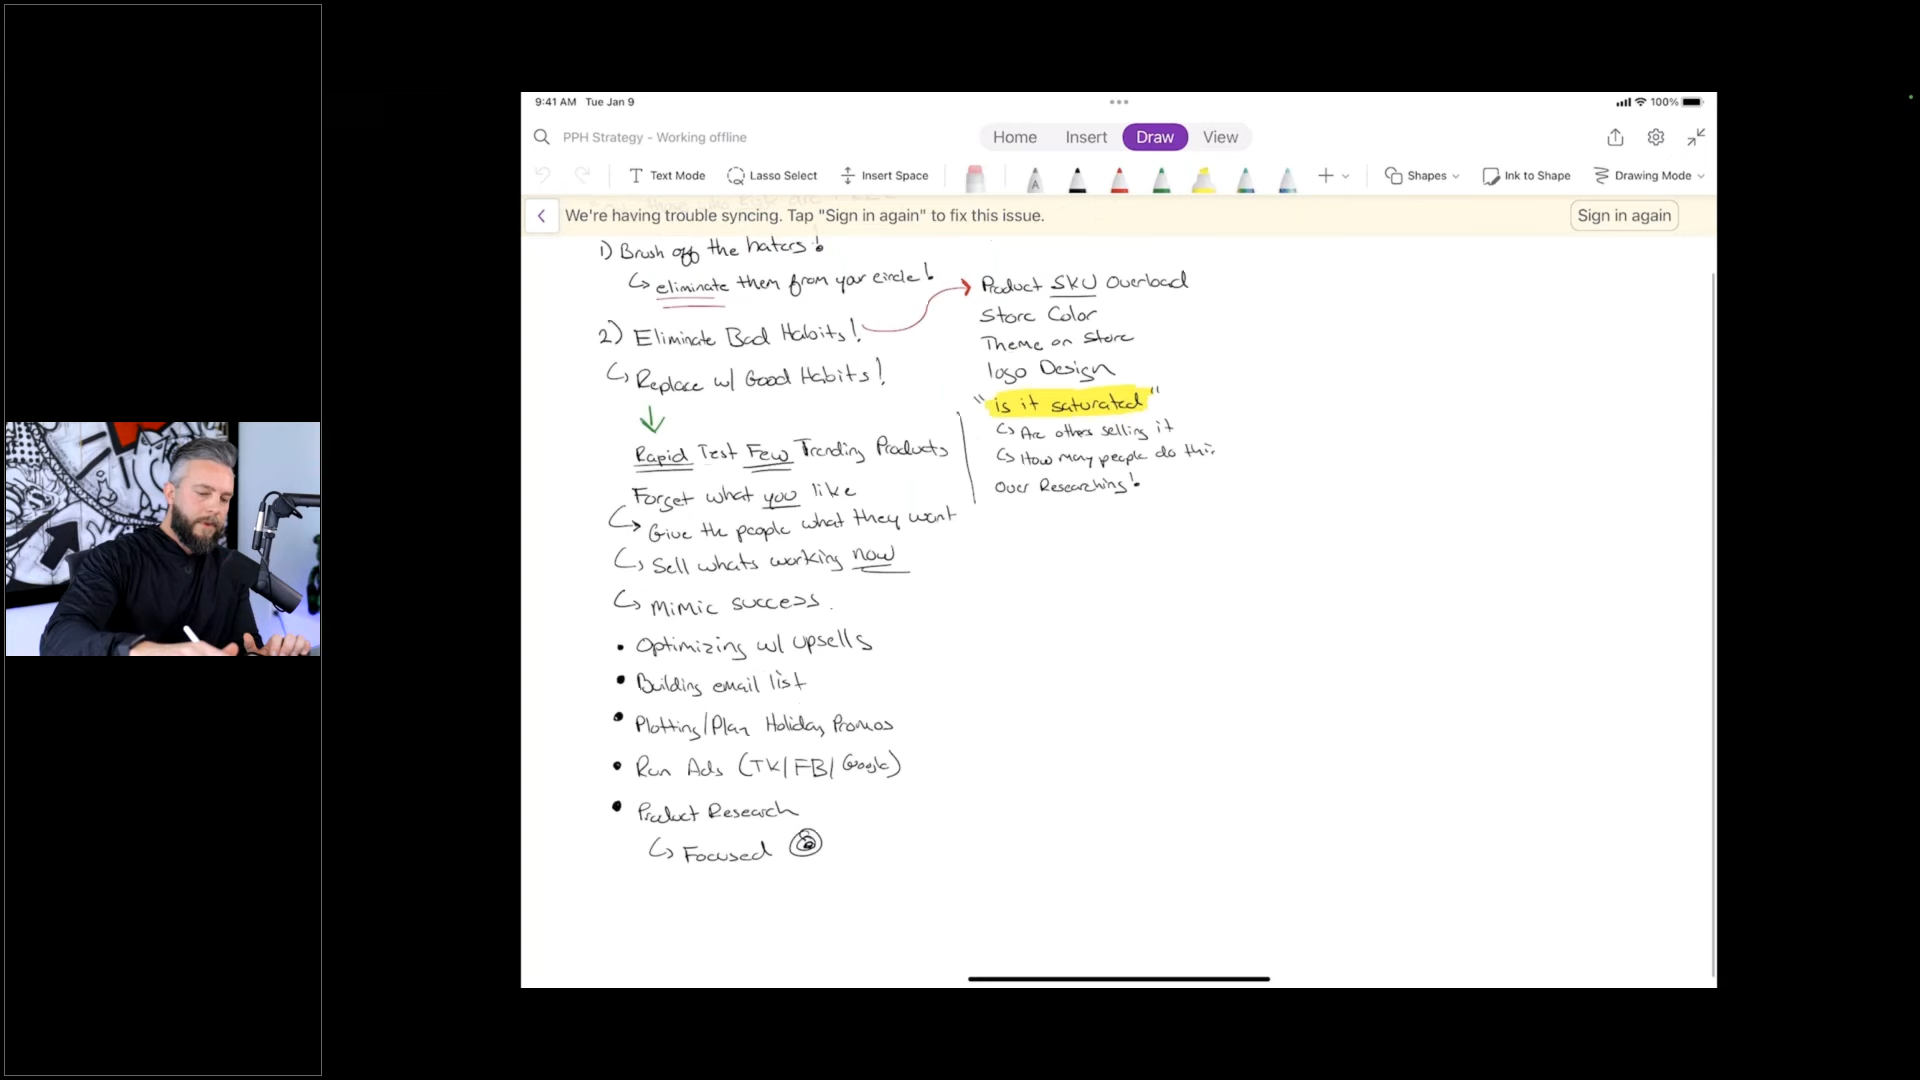 9:41 AM Tue Jan 9
100%
PPH Strategy - Working offline
Home Insert Draw View
Text Mode Lasso Select Insert Space Shapes Ink to Shape Drawing Mode
We're having trouble syncing. Tap "Sign in again" to fix this issue. Sign in again
1) Brush off the haters!
eliminate them from your circle!
2) Eliminate Bad Habits!
Replace w/ Good Habits!
Rapid Test Few Trending Products
Forget what you like
Give the people what they want
Sell whats working now
Mimic success.
• Optimizing w/ upsells
• Building email list
• Plotting/Plan Holiday Promos
• Run Ads (TK/FB/Google)
• Product Research
Focused
Product SKU Overload
Store Color
Theme on Store
logo Design
"is it saturated"
Are others selling it
How many people do this
Over Researching!